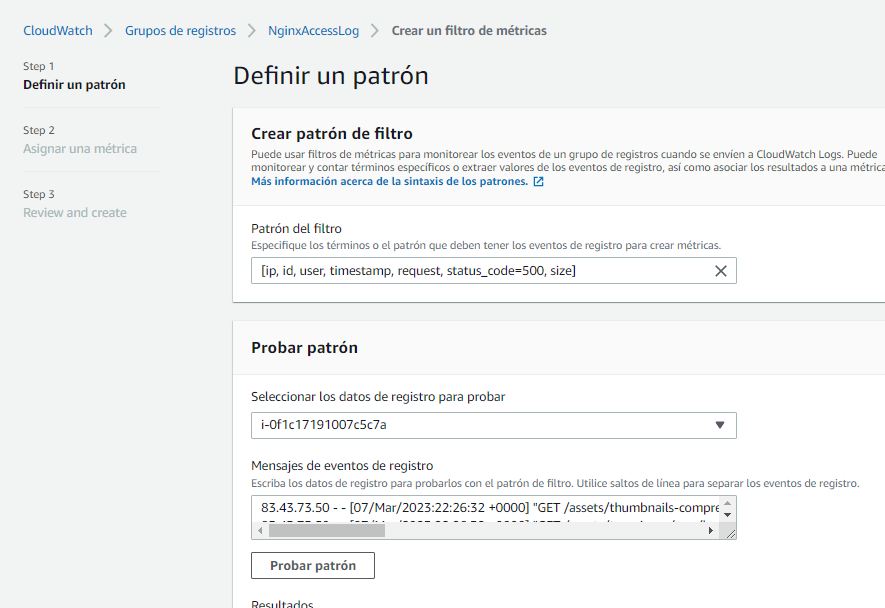 CloudWatch > Grupos de registros > NginxAccessLog > Crear un filtro de métricas
Step 1
Definir un patrón
Step 2
Asignar una métrica
Step 3
Review and create
Definir un patrón
Crear patrón de filtro
Puede usar filtros de métricas para monitorear los eventos de un grupo de registros cuando se envíen a CloudWatch Logs. Puede
monitorear y contar términos específicos o extraer valores de los eventos de registro, así como asociar los resultados a una métrica
Más información acerca de la sintaxis de los patrones.
Patrón del filtro
Especifique los términos o el patrón que deben tener los eventos de registro para crear métricas.
[ip, id, user, timestamp, request, status_code=500, size]
Probar patrón
Seleccionar los datos de registro para probar
i-0f1c17191007c5c7a
Mensajes de eventos de registro
Escriba los datos de registro para probarlos con el patrón de filtro. Utilice saltos de línea para separar los eventos de registro.
83.43.73.50 - - [07/Mar/2023:22:26:32 +0000] "GET /assets/thumbnails-compre
Probar patrón
Resultados